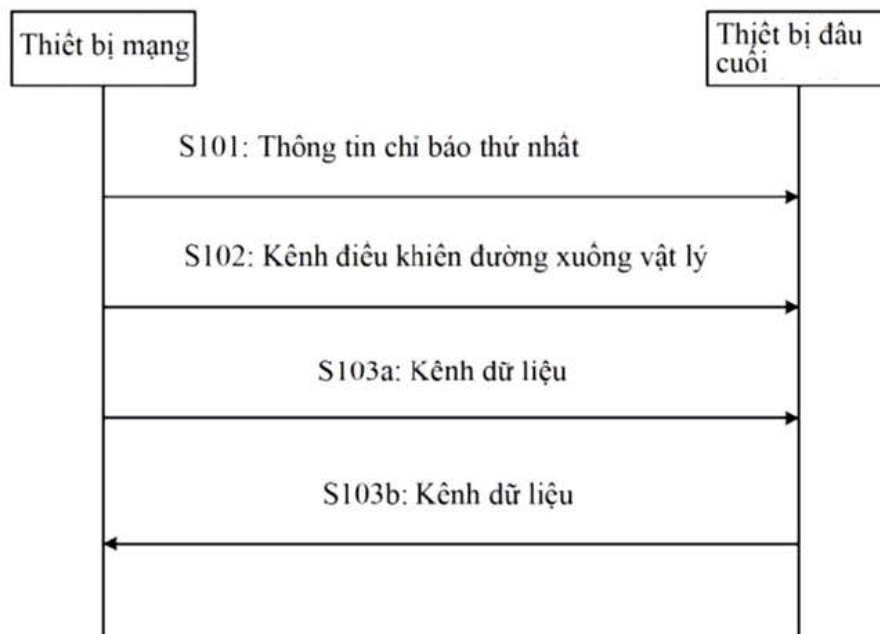 Thiết bị mạng
Thiết bị đầu
cuối
S101: Thông tin chỉ báo thứ nhất
S102: Kênh điều khiển đường xuống vật lý
S103a: Kênh dữ liệu
S103b: Kênh dữ liệu